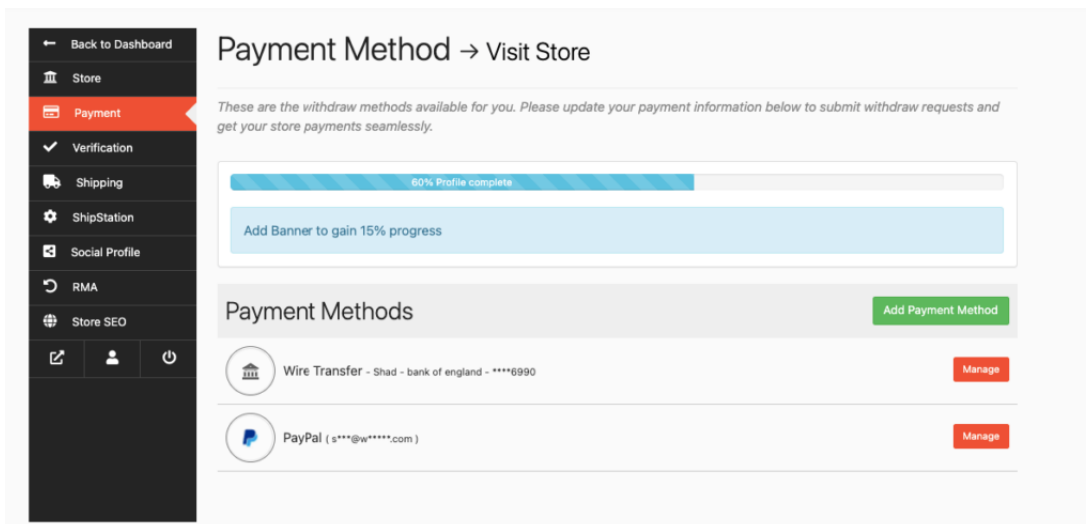 Back to Dashboard
Store
Payment
Verification
Shipping
ShipStation
Social Profile
RMA
Store SEO
Payment Method → Visit Store
These are the withdraw methods available for you. Please update your payment information below to submit withdraw requests and
get your store payments seamlessly.
60% Profile complete
Add Banner to gain 15% progress
Payment Methods
Add Payment Method
Wire Transfer - Shad - bank of england - ****6990
Manage
PayPal ( s***@w*****.com )
Manage